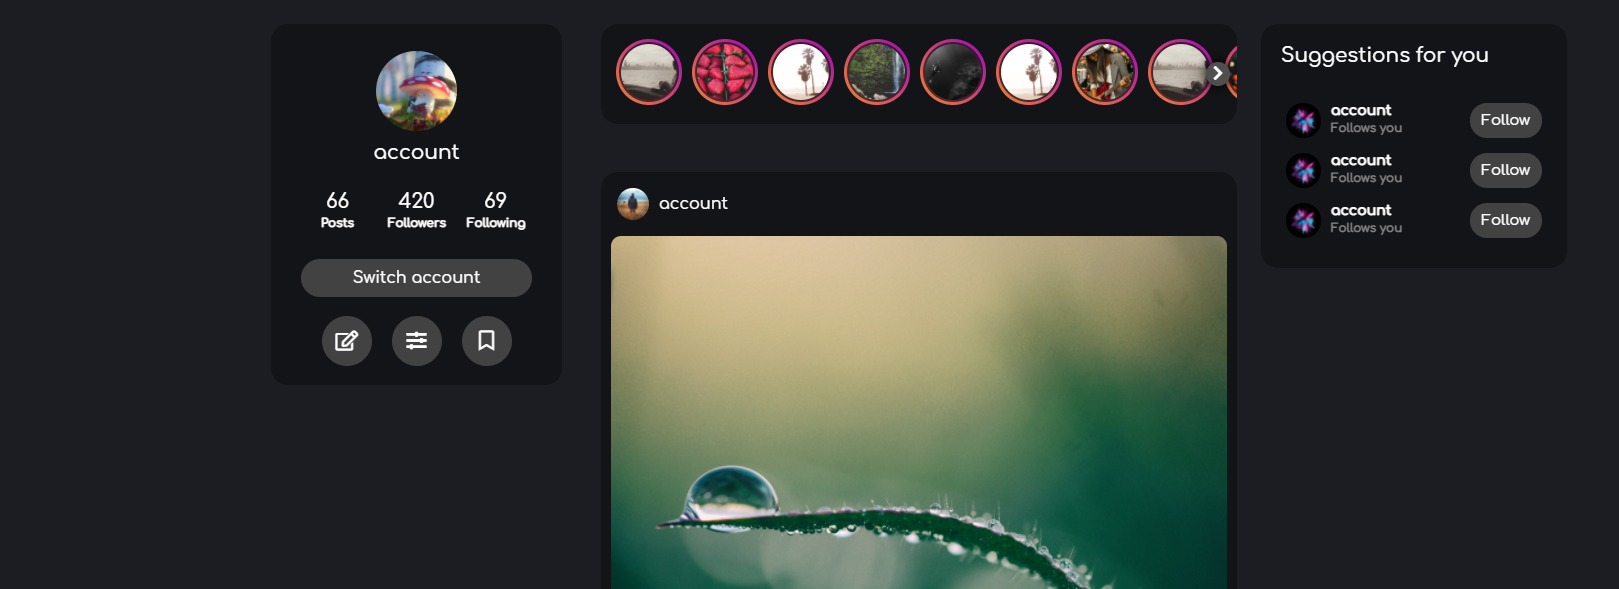 account
66 420 69
Posts Followers Following
Switch account
account
Suggestions for you
account
Follows you
Follow
account
Follows you
Follow
account
Follows you
Follow